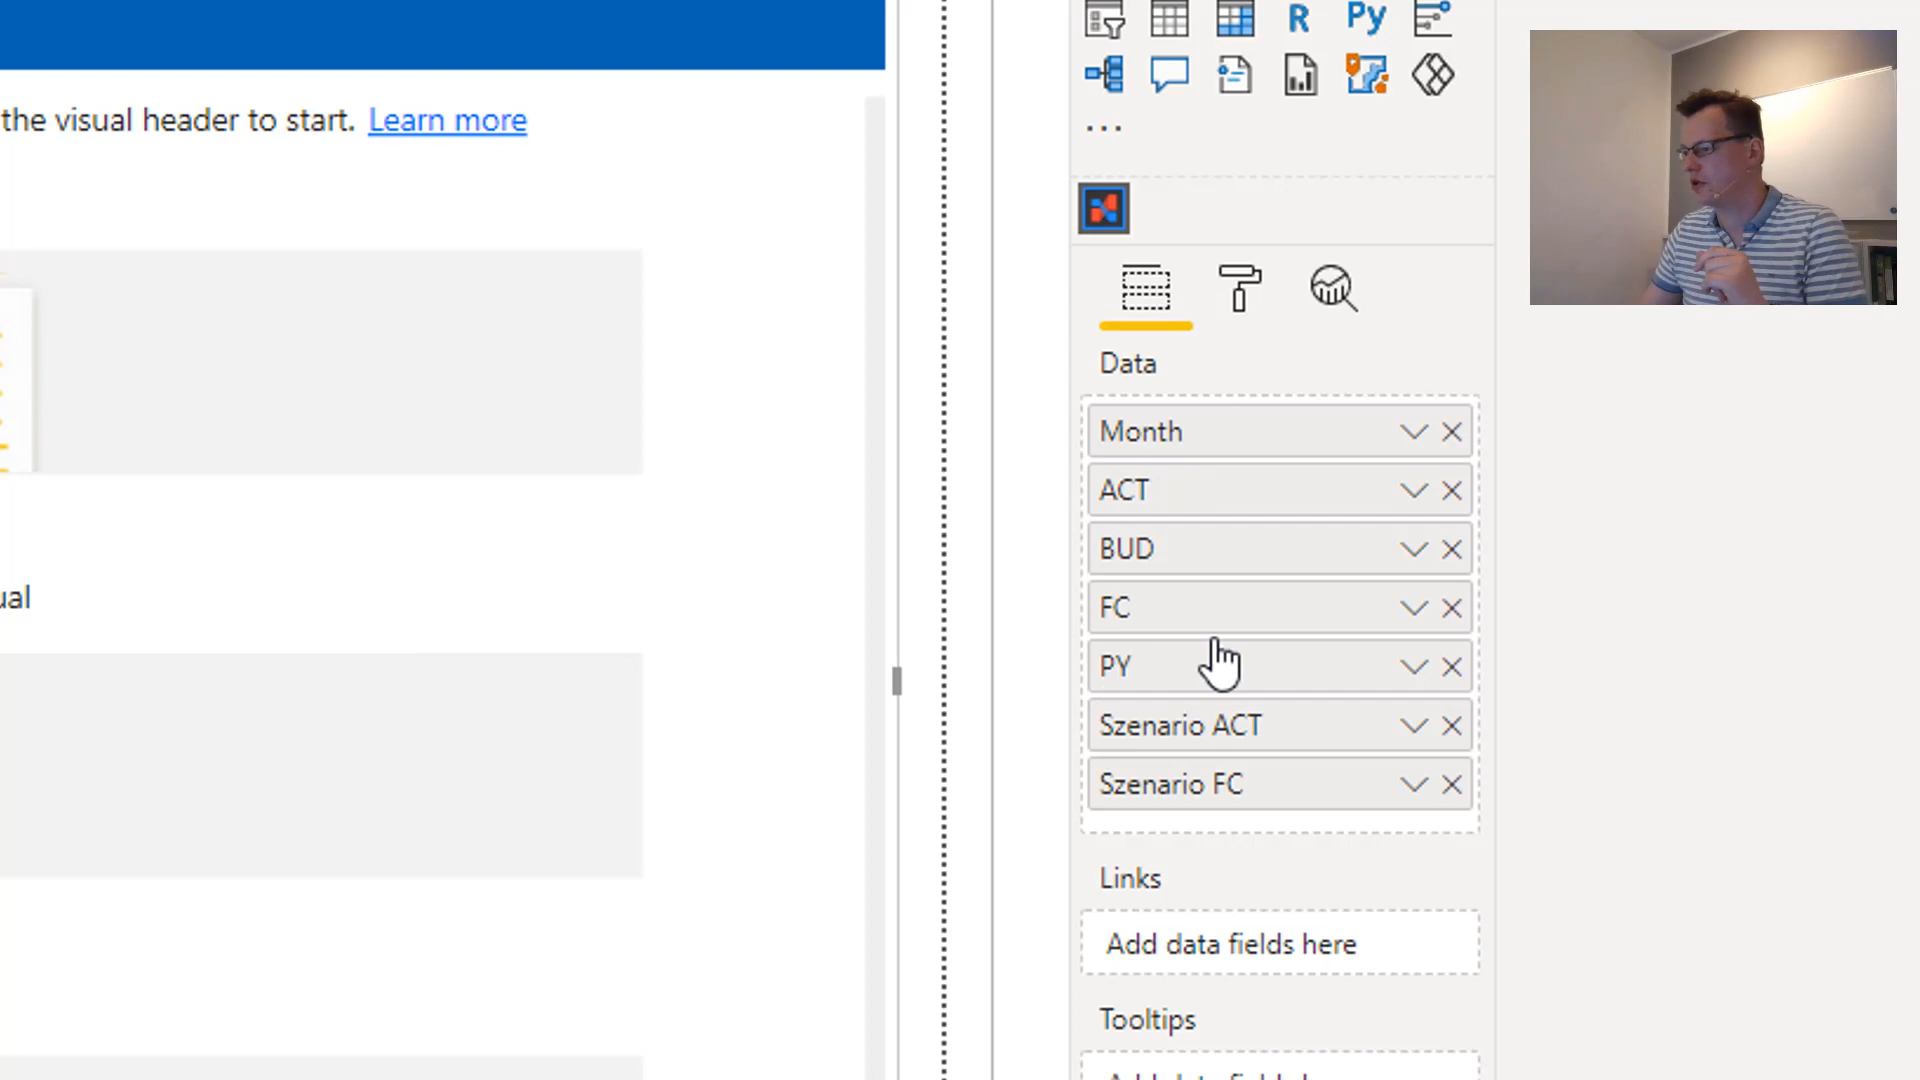 R Py
the visual header to start. Learn more
...
Data
Month
ACT
BUD
FC
PY
Szenario ACT
Szenario FC
ual
Links
Add data fields here
Tooltips